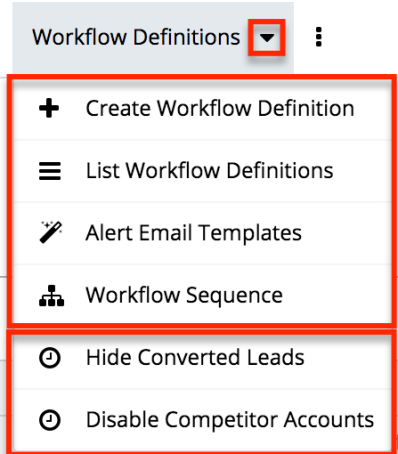 Workflow Definitions
Create Workflow Definition
List Workflow Definitions
Alert Email Templates
Workflow Sequence
Hide Converted Leads
Disable Competitor Accounts